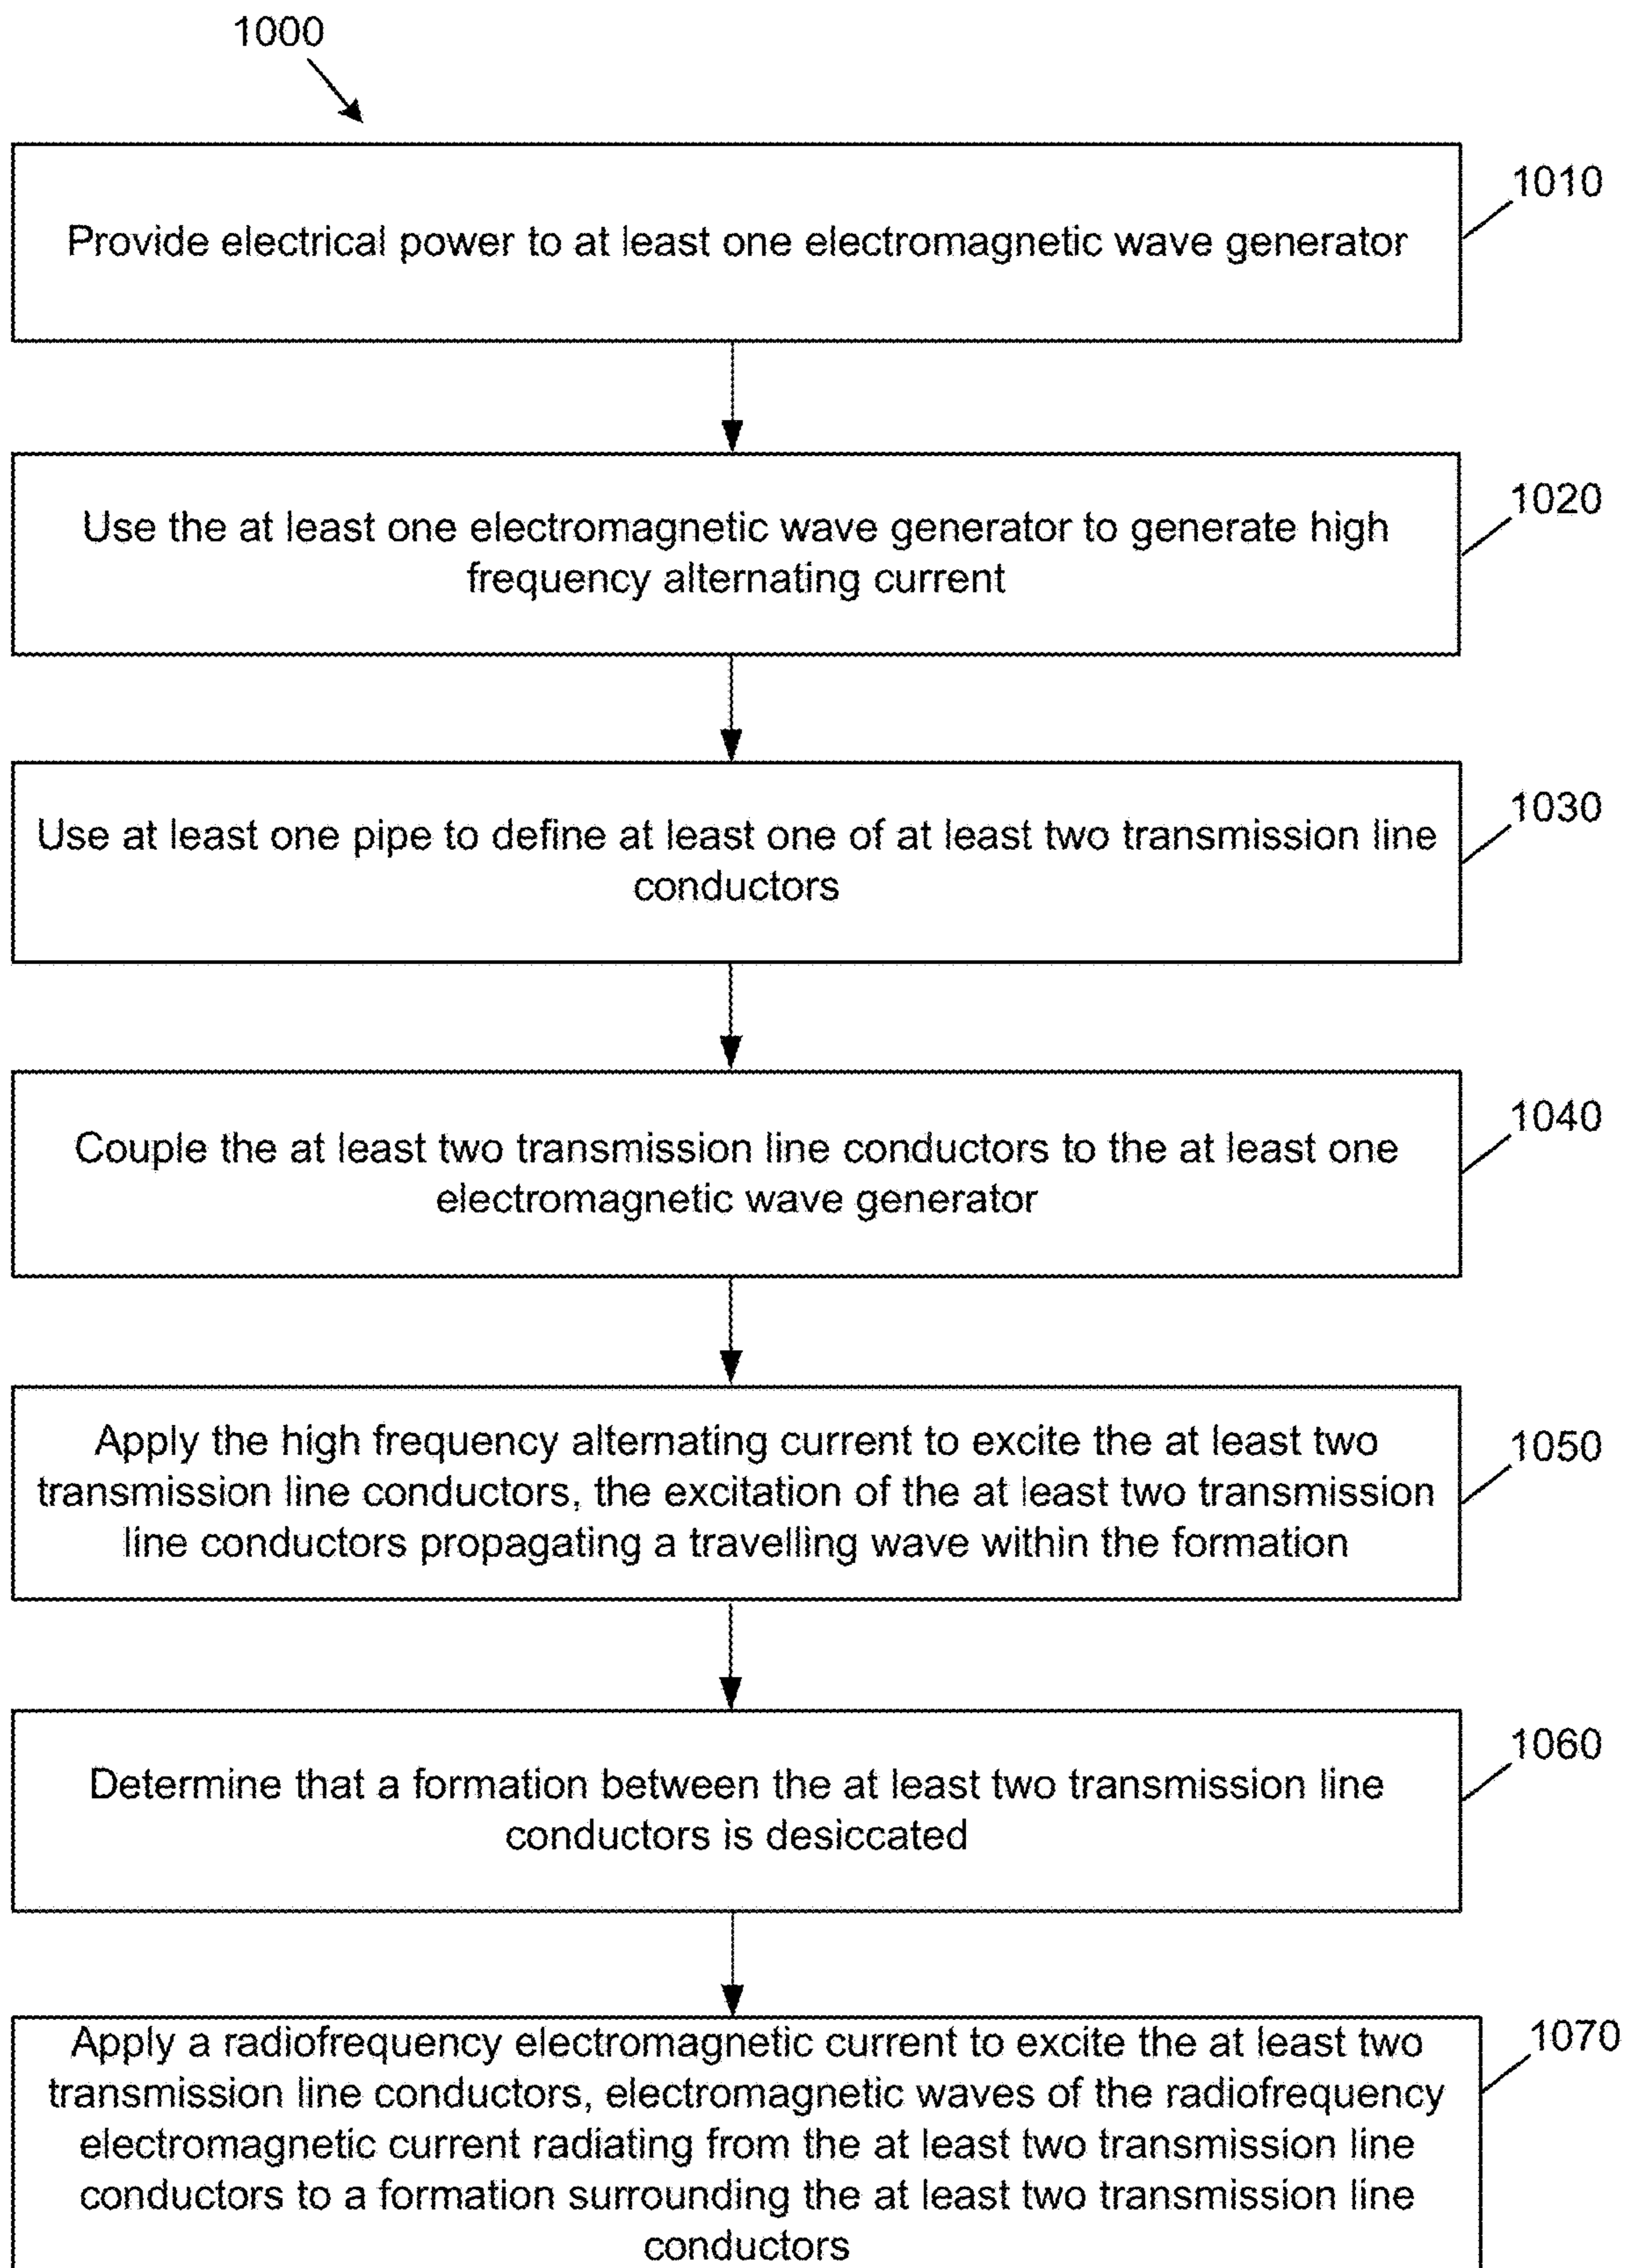 1000
1010
Provide electrical power to at least one electromagnetic wave generator
1020
Use the at least one electromagnetic wave generator to generate high
frequency alternating current
1030
Use at least one pipe to define at least one of at least two transmission line
conductors
1040
Couple the at least two transmission line conductors to the at least one
electromagnetic wave generator
1050
Apply the high frequency alternating current to excite the at least two
transmission line conductors, the excitation of the at least two transmission
line conductors propagating a travelling wave within the formation
1060
Determine that a formation between the at least two transmission line
conductors is desiccated
1070
Apply a radiofrequency electromagnetic current to excite the at least two
transmission line conductors, electromagnetic waves of the radiofrequency
electromagnetic current radiating from the at least two transmission line
conductors to a formation surrounding the at least two transmission line
conductors